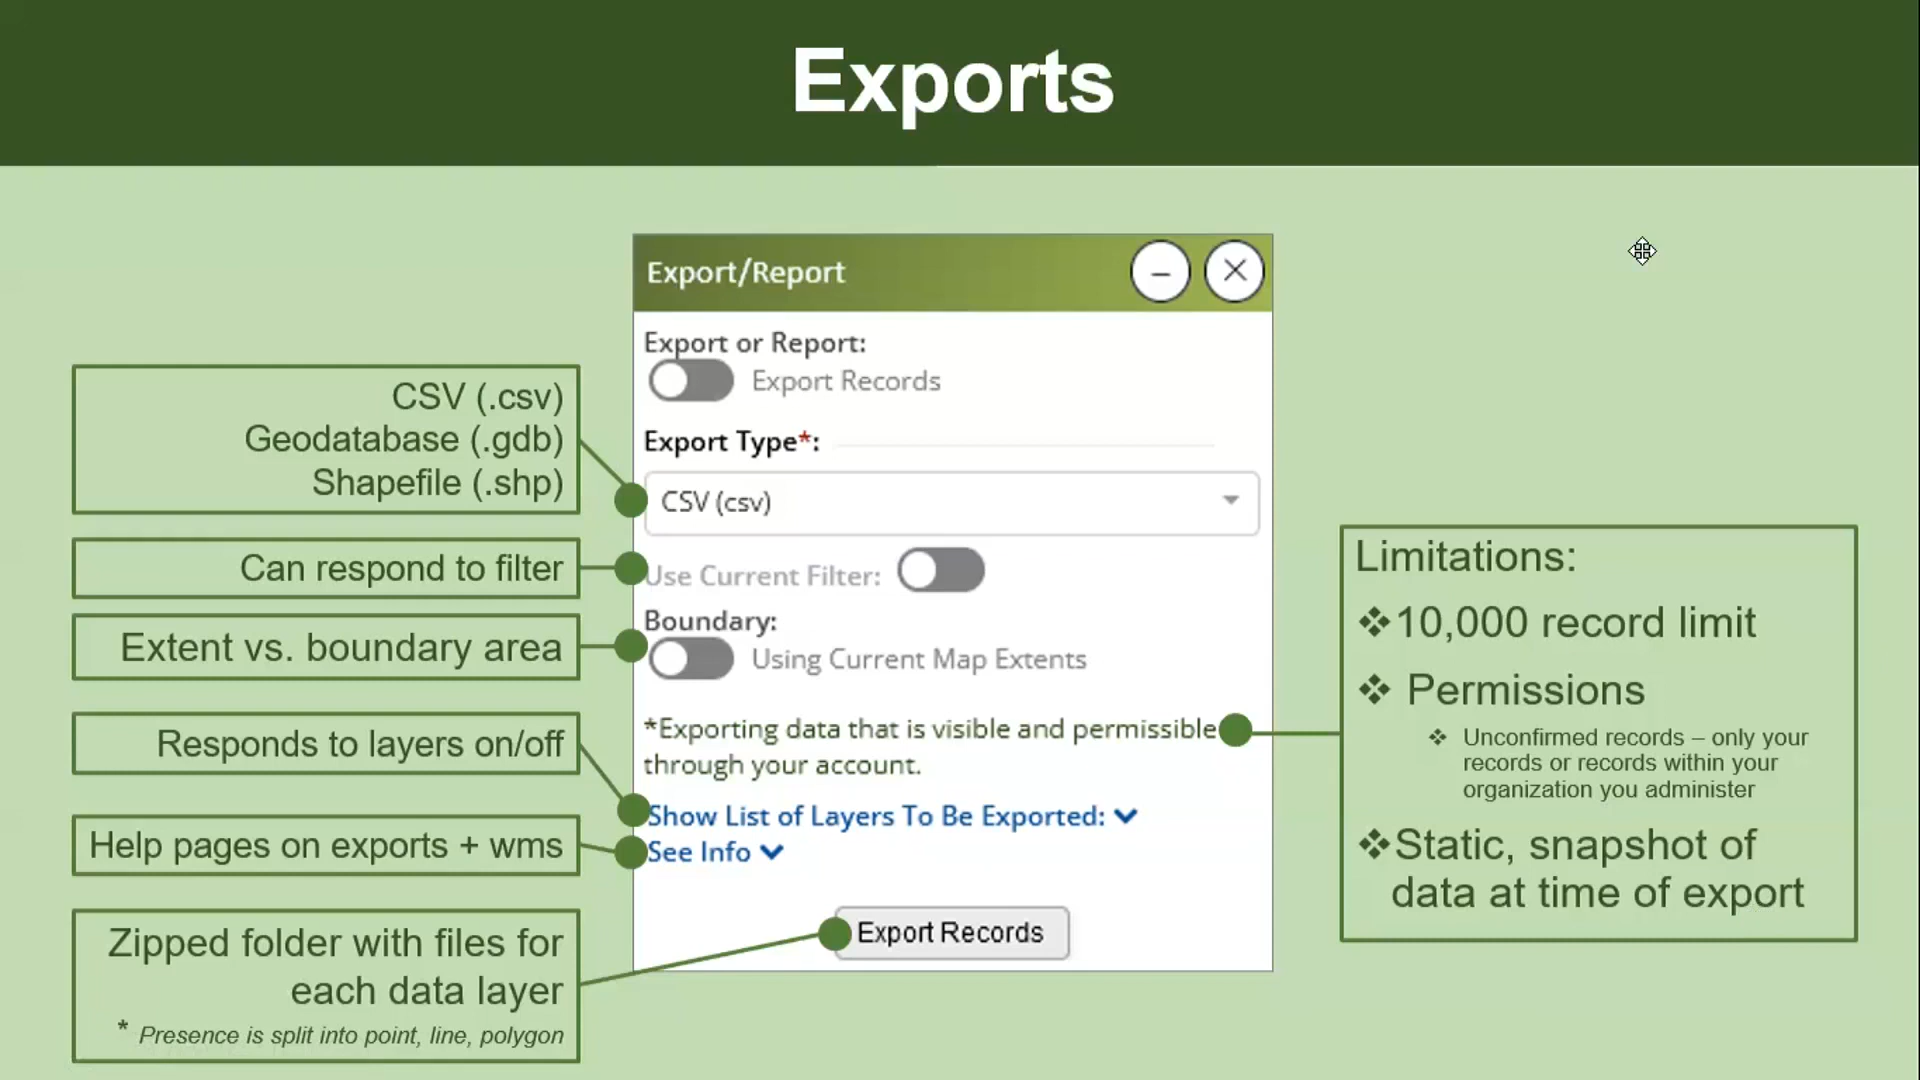 Exports
Export/Report
Export or Report:
Export Records
Export Type*:
CSV (csv)
Use Current Filter:
Boundary:
Using Current Map Extents
*Exporting data that is visible and permissible
through your account.
Show List of Layers To Be Exported:
See Info
Export Records
CSV (.csv)
Geodatabase (.gdb)
Shapefile (.shp)
Can respond to filter
Extent vs. boundary area
Responds to layers on/off
Help pages on exports + wms
Zipped folder with files for
each data layer
* Presence is split into point, line, polygon
Limitations:
❖10,000 record limit
❖ Permissions
❖ Unconfirmed records – only your
records or records within your
organization you administer
❖Static, snapshot of
data at time of export